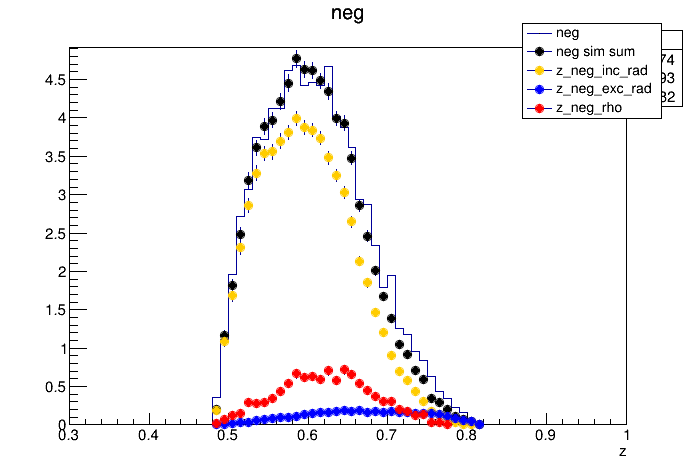 neg
neg
neg sim sum
z_neg_inc_rad
z_neg_exc_rad
z_neg_rho
74
93
32
4.5
4
3.5
3
2.5
2
1.5
1
0.5
0
0.3 0.4 0.5 0.6 0.7 0.8 0.9 1
z